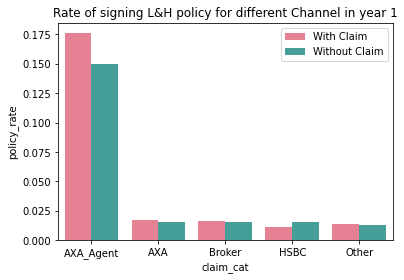 Rate of signing L&H policy for different Channel in year 1
With Claim
Without Claim
policy_rate
0.175
0.150
0.125
0.100
0.075
0.050
0.025
0.000
AXA_Agent AXA Broker HSBC Other
claim_cat